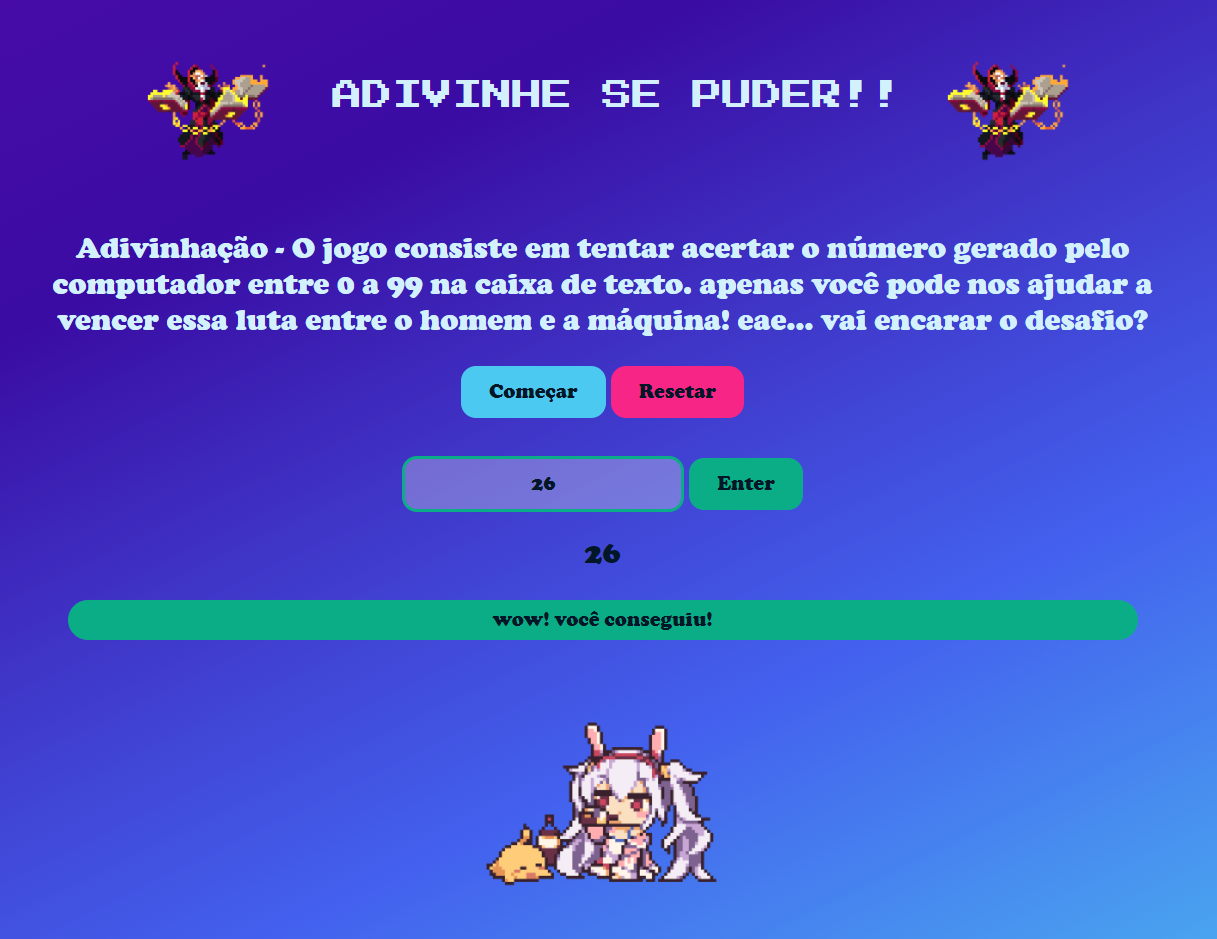 ADIVINHE SE PUDER!!
Adivinhação - O jogo consiste em tentar acertar o número gerado pelo
computador entre 0 a 99 na caixa de texto. apenas você pode nos ajudar a
vencer essa luta entre o homem e a máquina! eae... vai encarar o desafio?
Começar Resetar
26 Enter
26
wow! você conseguiu!